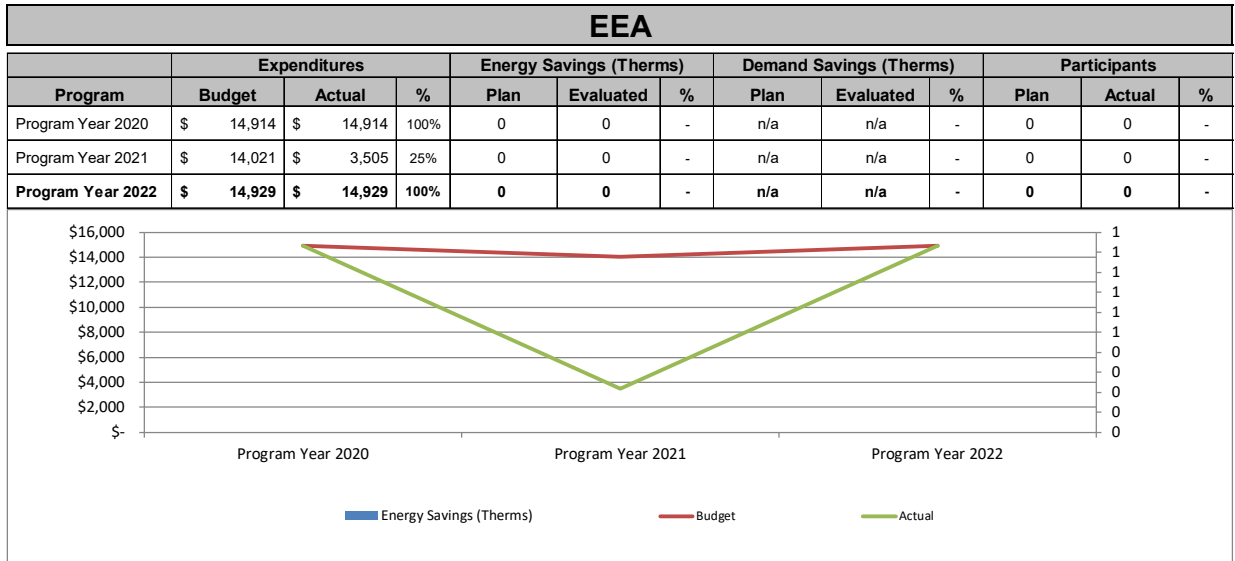 EEA
Expenditures Energy Savings (Therms) Demand Savings (Therms) Participants
Program Budget Actual % Plan Evaluated % Plan Evaluated % Plan Actual %
Program Year 2020 $ 14,914 $ 14,914 100% 0 0 - n/a n/a - 0 0 -
Program Year 2021 $ 14,021 $ 3,505 25% 0 0 - n/a n/a - 0 0 -
Program Year 2022 $ 14,929 $ 14,929 100% 0 0 - n/a n/a - 0 0 -
$16,000
$14,000
$12,000
$10,000
$8,000
$6,000
$4,000
$2,000
$-
1
1
1
1
1
1
0
0
0
0
0
Program Year 2020 Program Year 2021 Program Year 2022
Energy Savings (Therms) Budget Actual